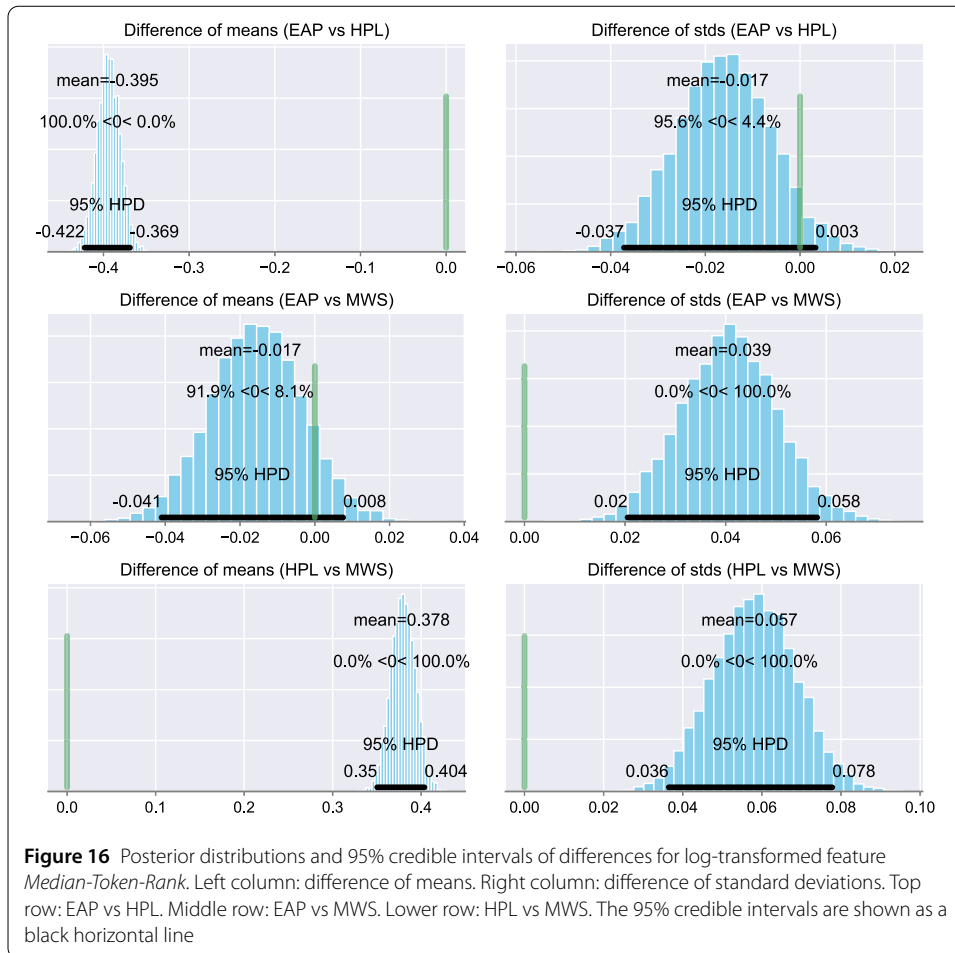 Difference of means (EAP vs HPL)
mean=-0.395
100.0% <0< 0.0%
95% HPD
-0.422 -0.369
−0.4 −0.3 −0.2 −0.1 0.0
Difference of stds (EAP vs HPL)
mean=-0.017
95.6% <0< 4.4%
95% HPD
-0.037 0.003
−0.06 −0.04 −0.02 0.00 0.02
Difference of means (EAP vs MWS)
mean=-0.017
91.9% <0< 8.1%
95% HPD
-0.041 0.008
−0.06 −0.04 −0.02 0.00 0.02 0.04
Difference of stds (EAP vs MWS)
mean=0.039
0.0% <0< 100.0%
95% HPD
0.02 0.058
0.00 0.02 0.04 0.06
Difference of means (HPL vs MWS)
mean=0.378
0.0% <0< 100.0%
95% HPD
0.35 0.404
0.0 0.1 0.2 0.3 0.4
Difference of stds (HPL vs MWS)
mean=0.057
0.0% <0< 100.0%
95% HPD
0.036 0.078
0.00 0.02 0.04 0.06 0.08 0.10
Figure 16 Posterior distributions and 95% credible intervals of differences for log-transformed feature
Median-Token-Rank. Left column: difference of means. Right column: difference of standard deviations. Top
row: EAP vs HPL. Middle row: EAP vs MWS. Lower row: HPL vs MWS. The 95% credible intervals are shown as a
black horizontal line